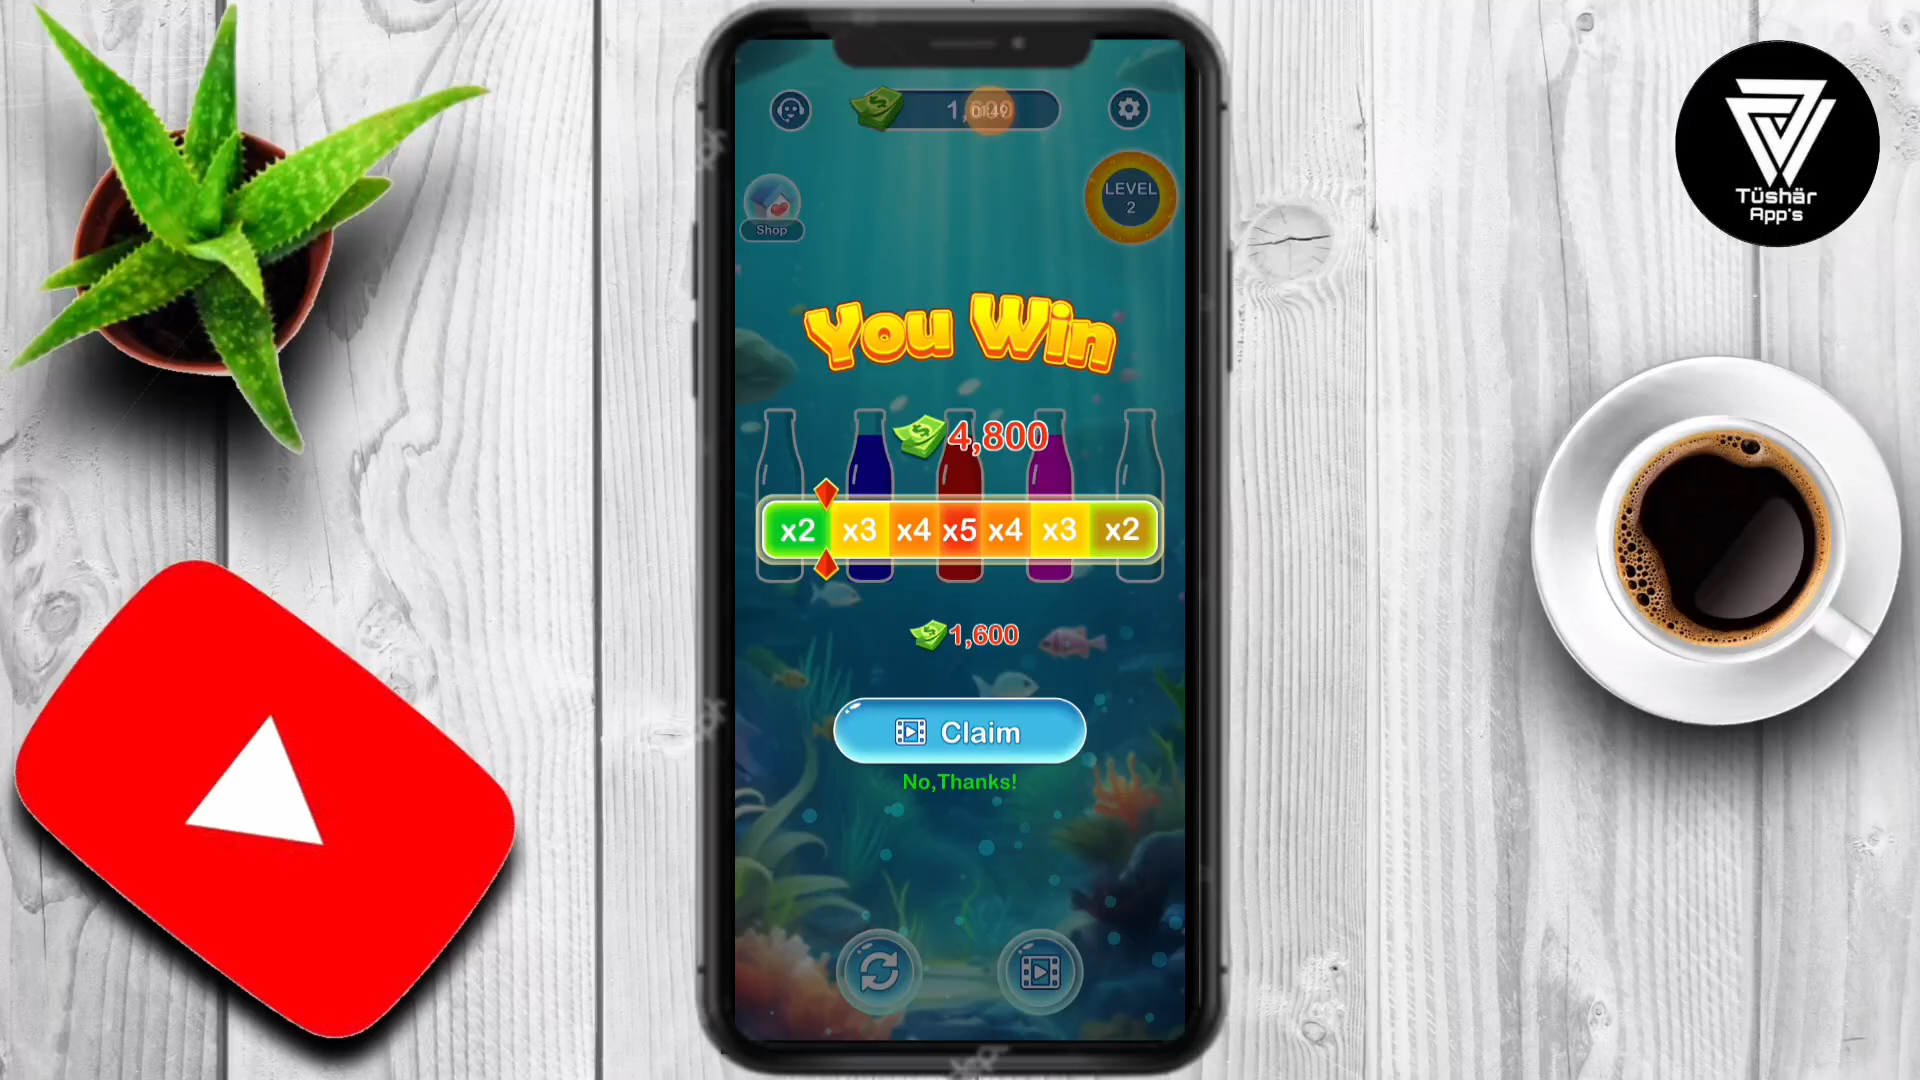 LEVEL
2
Shop
You Win
4,800
x2 x3 x4 x5 x4 x3 x2
1,600
Claim
No,Thanks!
Tüshär
App's